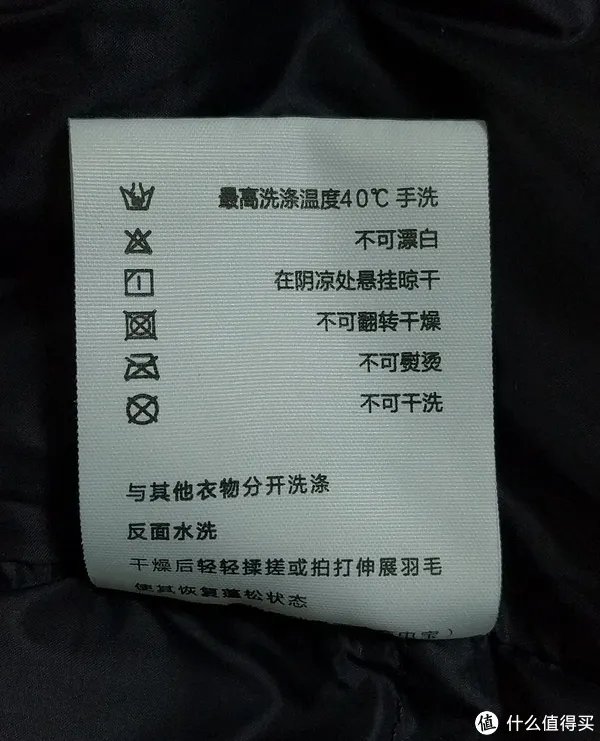 最高洗涤温度40℃ 手洗
不可漂白
在阴凉处悬挂晾干
不可翻转干燥
不可熨烫
不可干洗
与其他衣物分开洗涤
反面水洗
干燥后轻轻揉搓或拍打伸展羽毛
使其恢复蓬松状态
电宝）
值 什么值得买